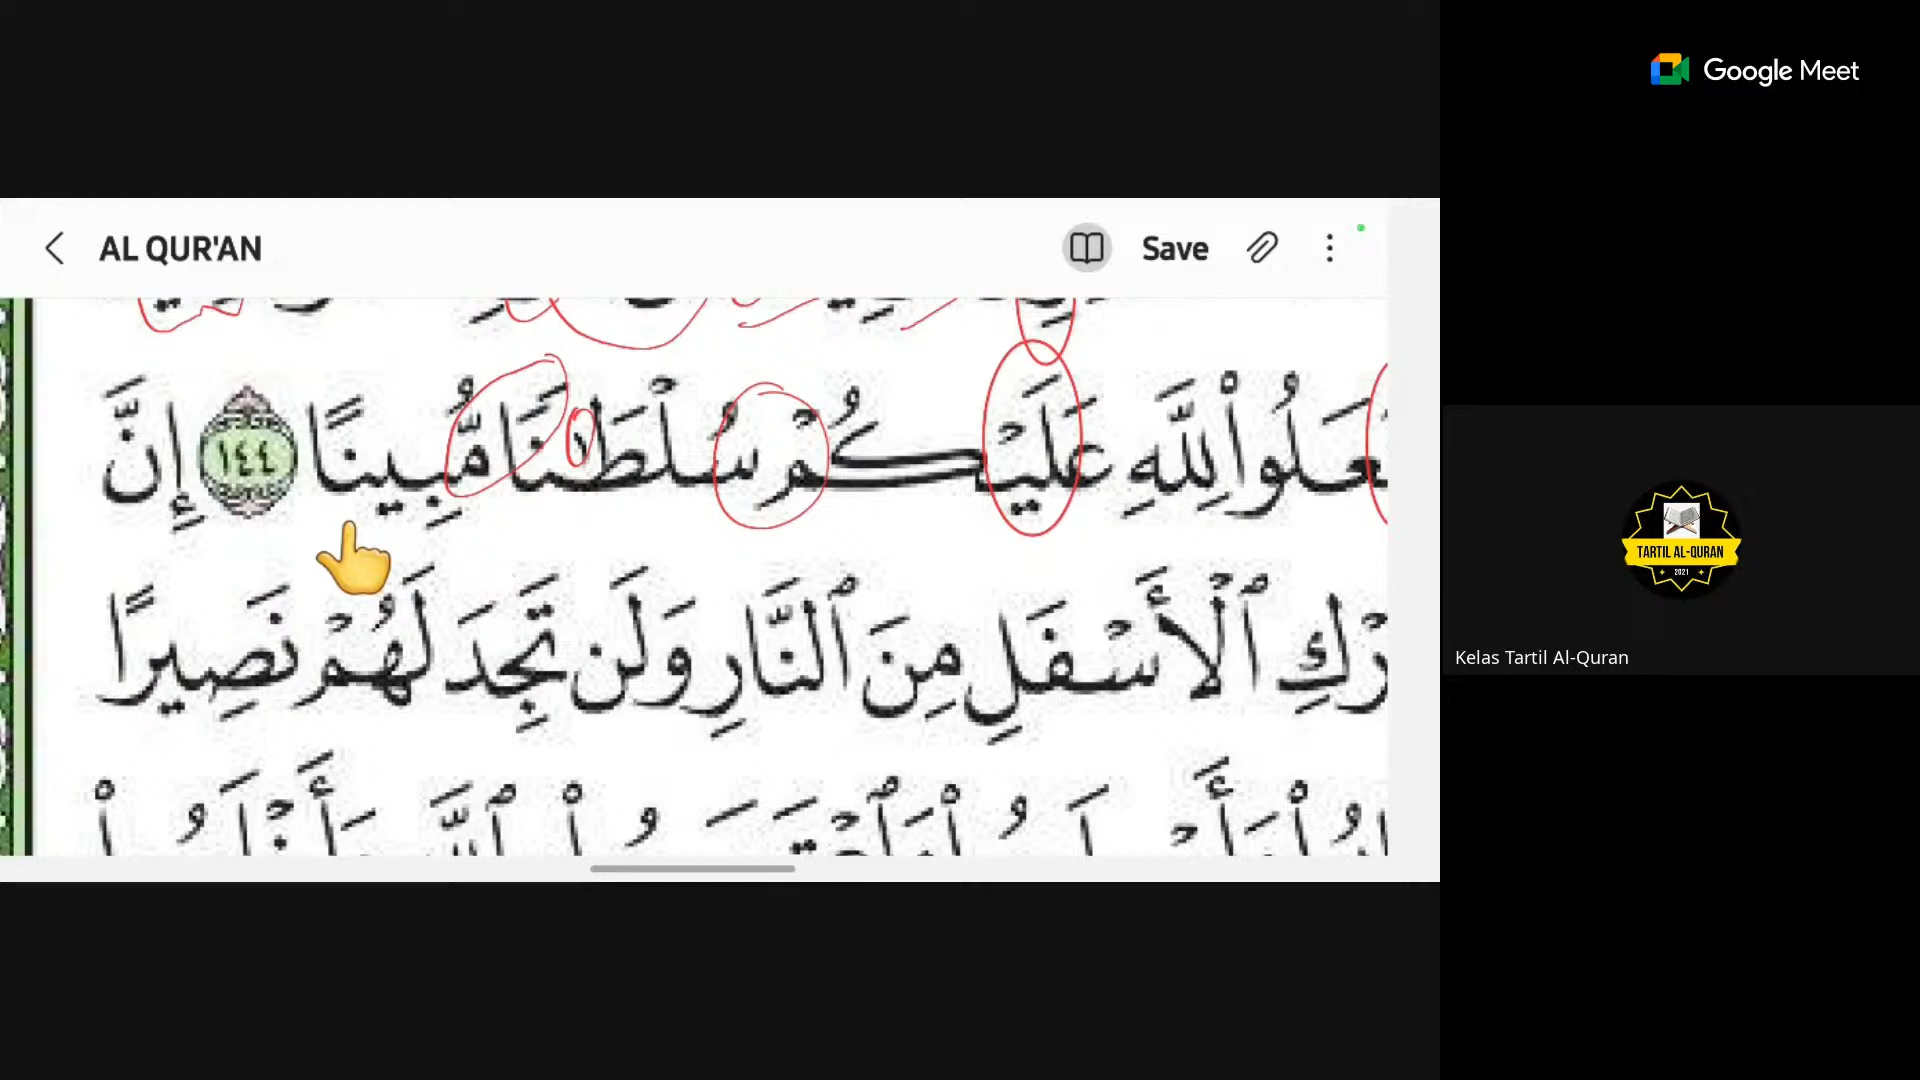 Google Meet
AL QUR'AN
Save
تَجۡعَلُواْ لِلَّهِ عَلَيۡكُمۡ سُلۡطَٰنٗا مُّبِينًا ١٤٤ إِنَّ
ٱلۡأَسۡفَلِ مِنَ ٱلنَّارِ وَلَن تَجِدَ لَهُمۡ نَصِيرًا
TARTIL AL-QURAN
2021
Kelas Tartil Al-Quran